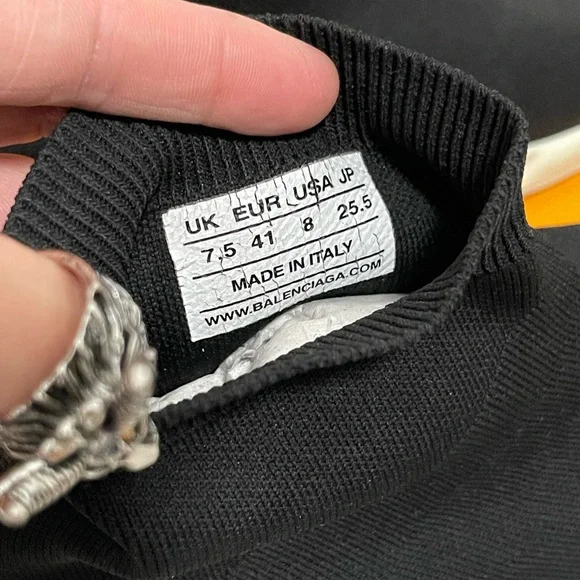 UK EUR USA JP
7,5 41 8 25.5
MADE IN ITALY
WWW.BALENCIAGA.COM